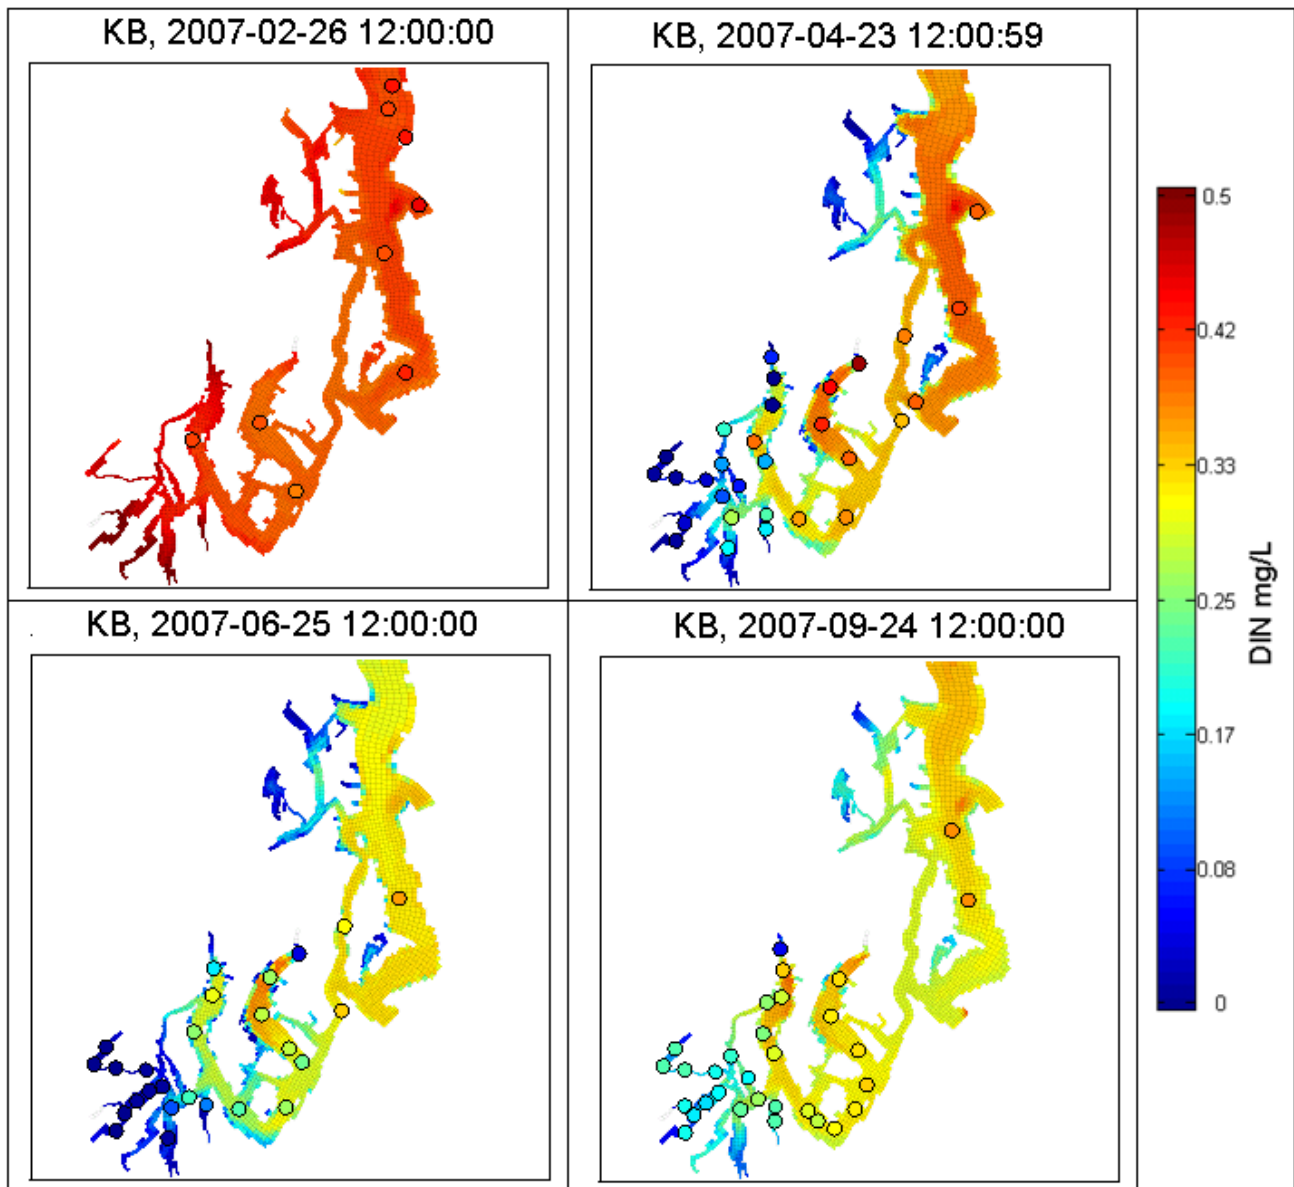 KB, 2007-02-26 12:00:00
KB, 2007-04-23 12:00:59
KB, 2007-06-25 12:00:00
KB, 2007-09-24 12:00:00
0.5
0.42
0.33
0.25
0.17
0.08
0
DIN mg/L